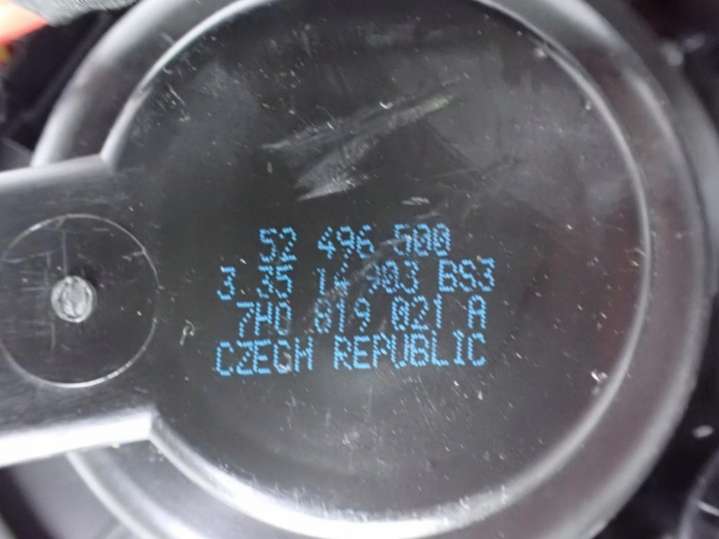 52 496 500
3 35 14 903 BS3
7H0 819 021 A
CZECH REPUBLIC